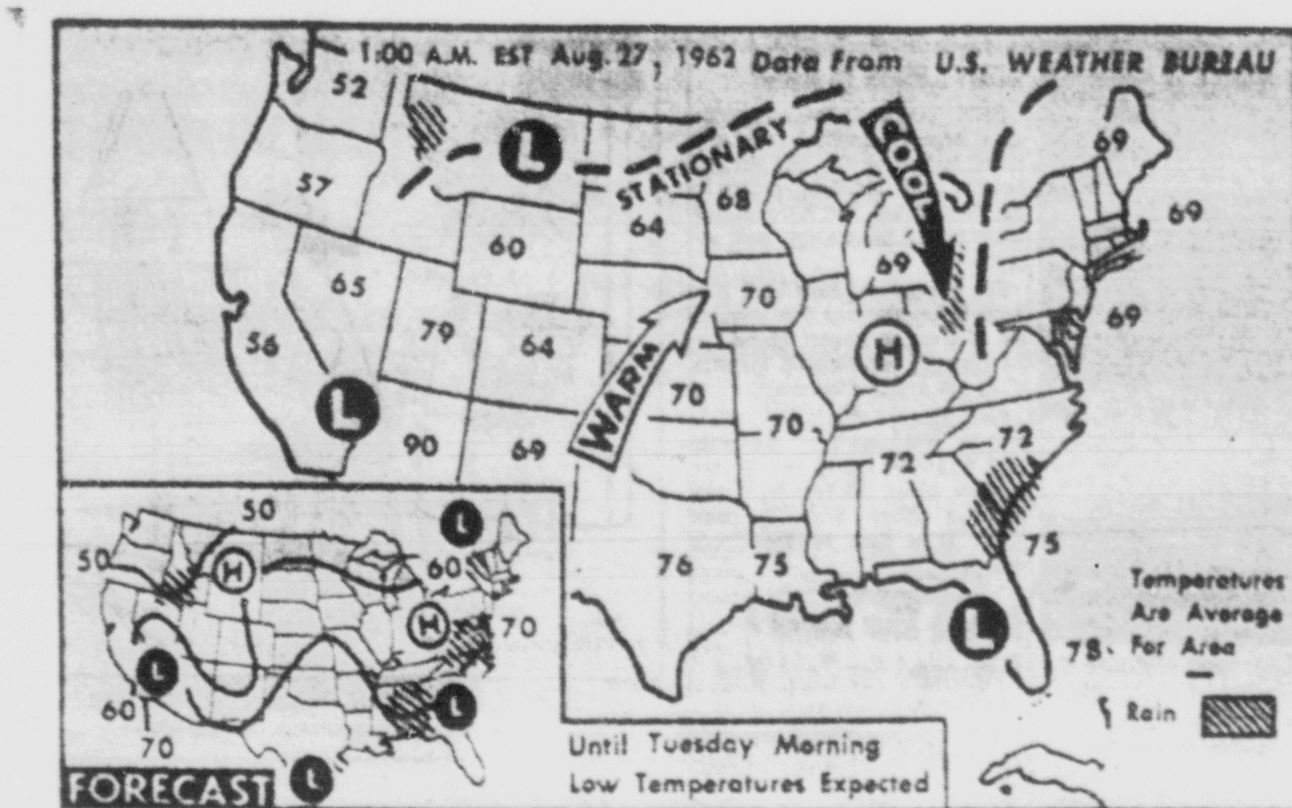 1:00 A.M. EST Aug. 27, 1962 Data From U.S. WEATHER BUREAU
52
L
COOL
69
STATIONARY
57
68
64
69
60
69
65
70
69
79
64
56
H
WARM
L
70
70
90
69
72
72
75
76
75
L
78
Temperatures
Are Average
For Area
Rain
50
L
50
H
60
H
70
L
60
L
70
L
FORECAST
Until Tuesday Morning
Low Temperatures Expected